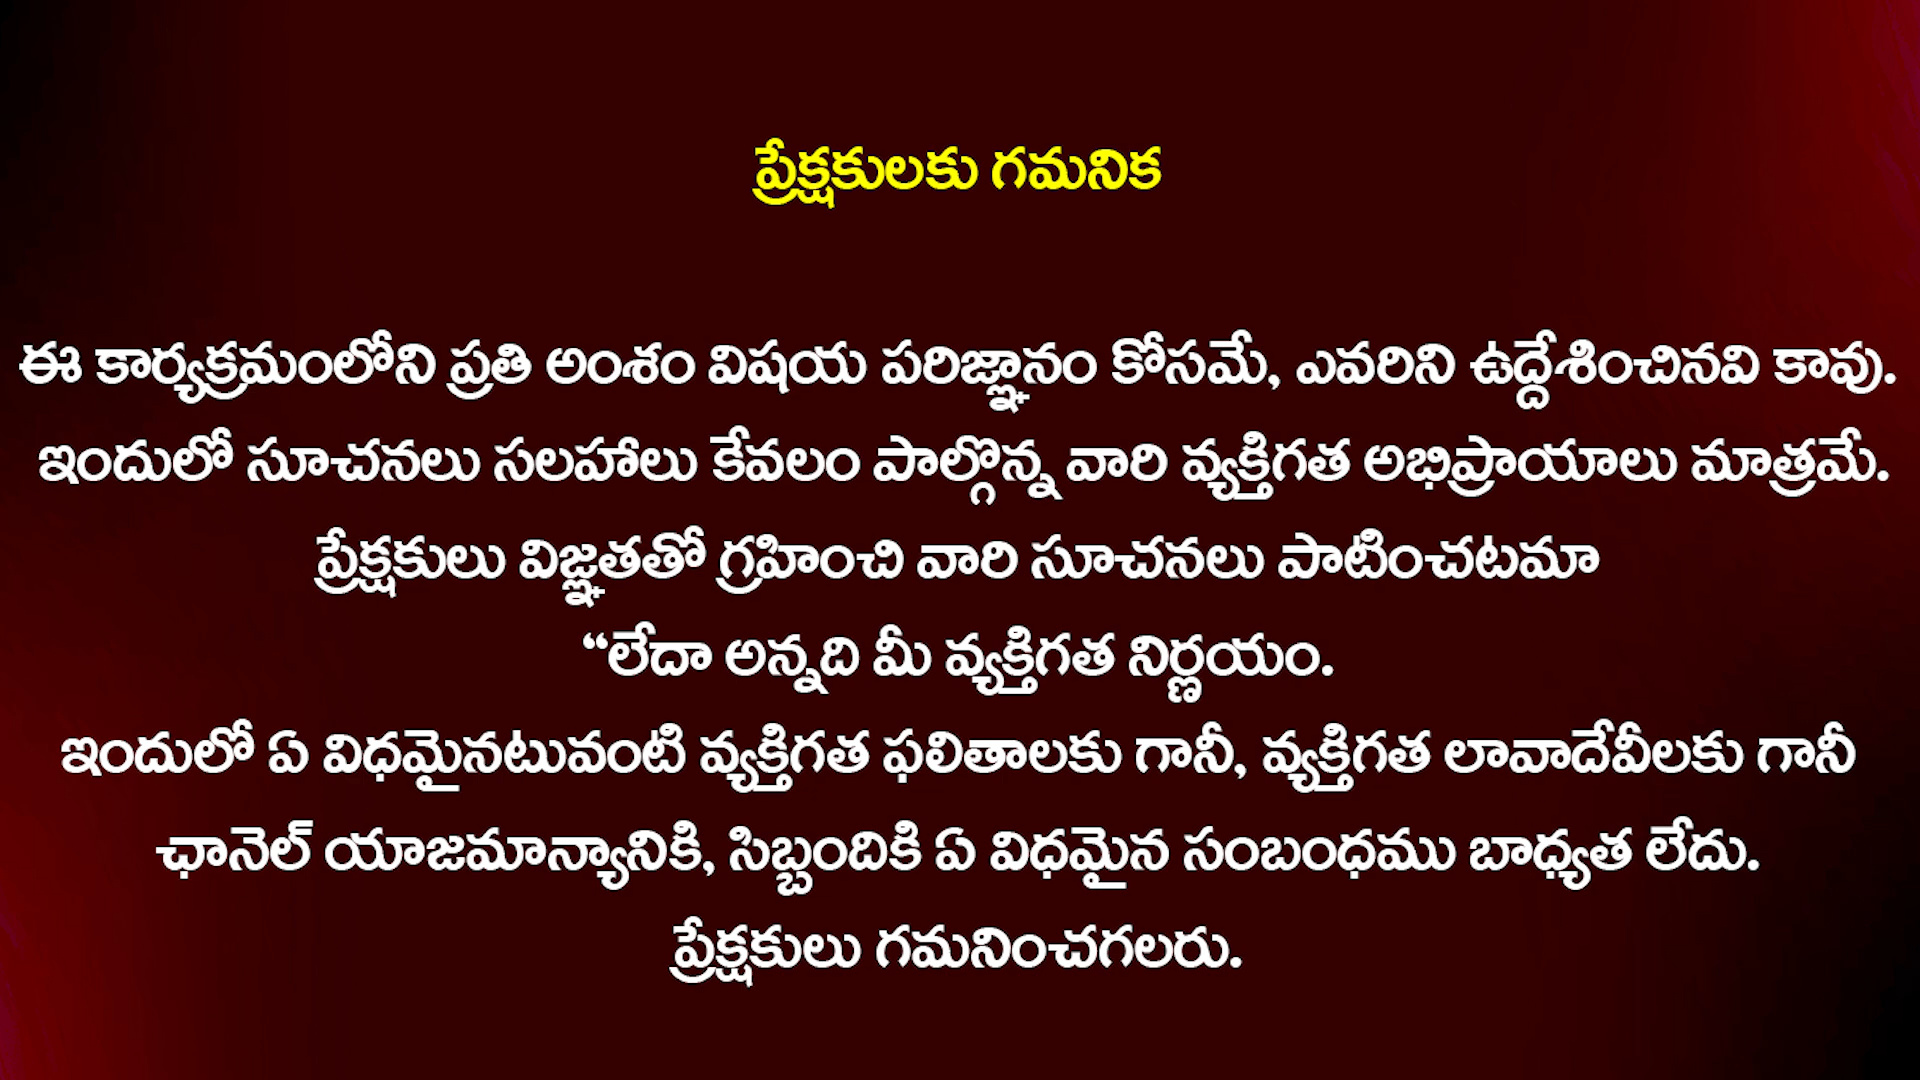 ప్రేక్షకులకు గమనిక
ఈ కార్యక్రమంలోని ప్రతి అంశం విషయ పరిజ్ఞానం కోసమే, ఎవరిని ఉద్దేశించినవి కావు.
ఇందులో సూచనలు సలహాలు కేవలం పాల్గొన్న వారి వ్యక్తిగత అభిప్రాయాలు మాత్రమే.
ప్రేక్షకులు విజ్ఞతతో గ్రహించి వారి సూచనలు పాటించటమా
“లేదా అన్నది మీ వ్యక్తిగత నిర్ణయం.
ఇందులో ఏ విధమైనటువంటి వ్యక్తిగత ఫలితాలకు గానీ, వ్యక్తిగత లావాదేవీలకు గానీ
ఛానెల్ యాజమాన్యానికి, సిబ్బందికి ఏ విధమైన సంబంధము బాధ్యత లేదు.
ప్రేక్షకులు గమనించగలరు.